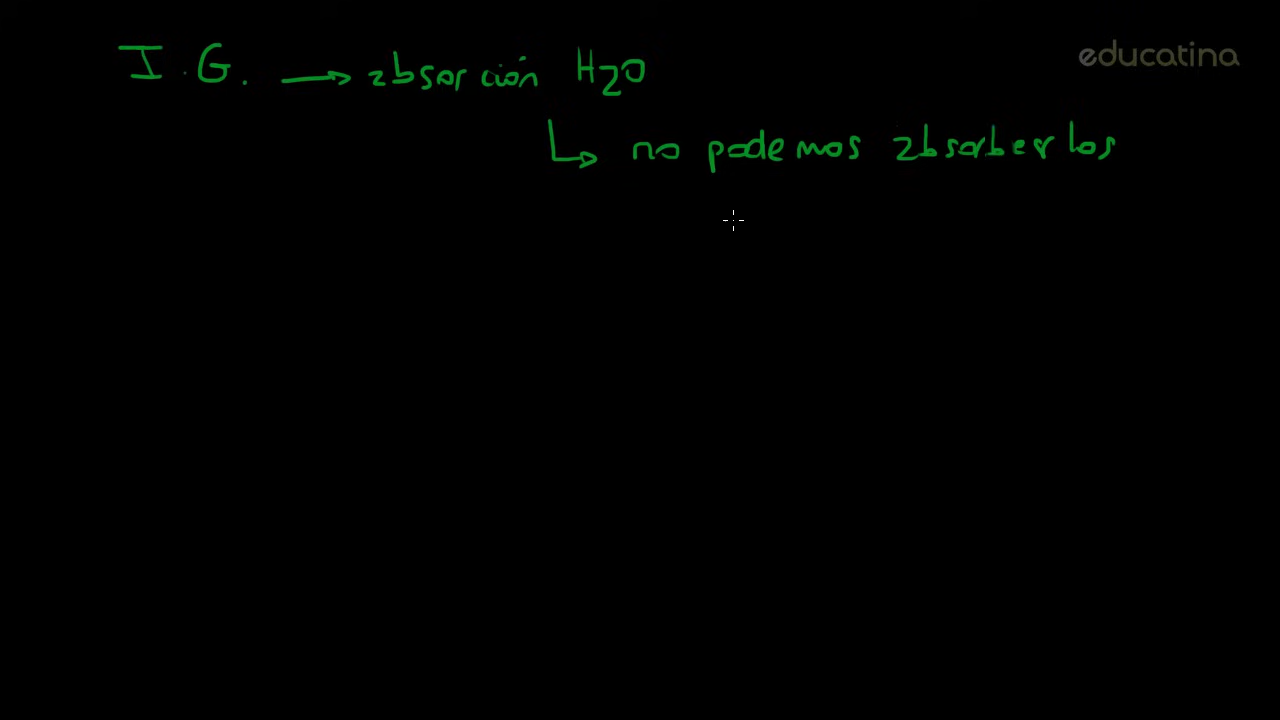 I.G. → absorción H2O
educatina
↳ no podemos absorberlos